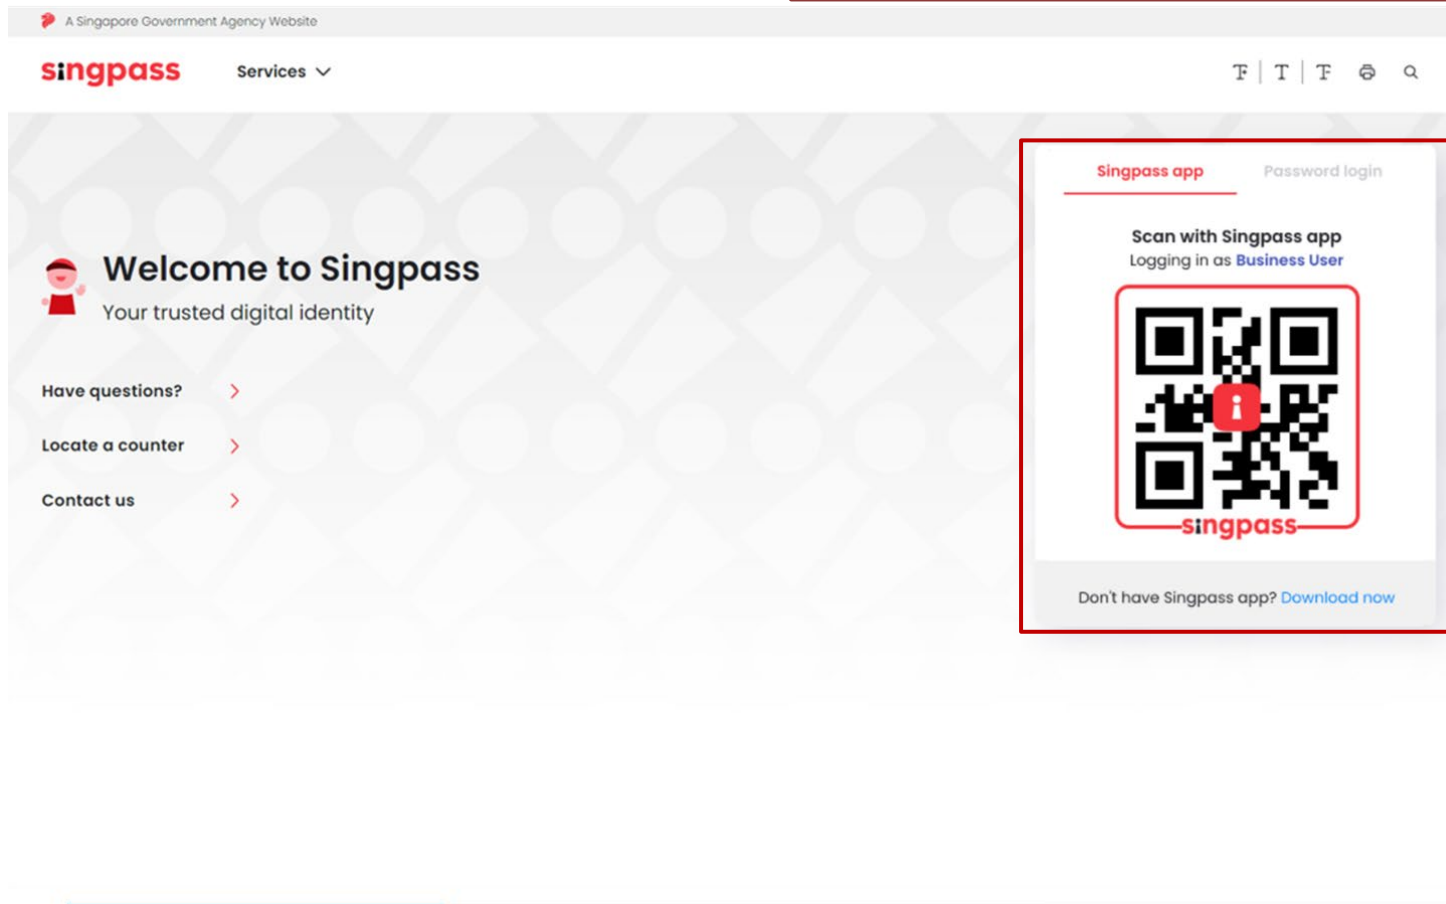 A Singapore Government Agency Website
singpass
Services
T | T | T
Welcome to Singpass
Your trusted digital identity
Have questions?
Locate a counter
Contact us
Singpass app
Password login
Scan with Singpass app
Logging in as Business User
singpass
Don't have Singpass app? Download now